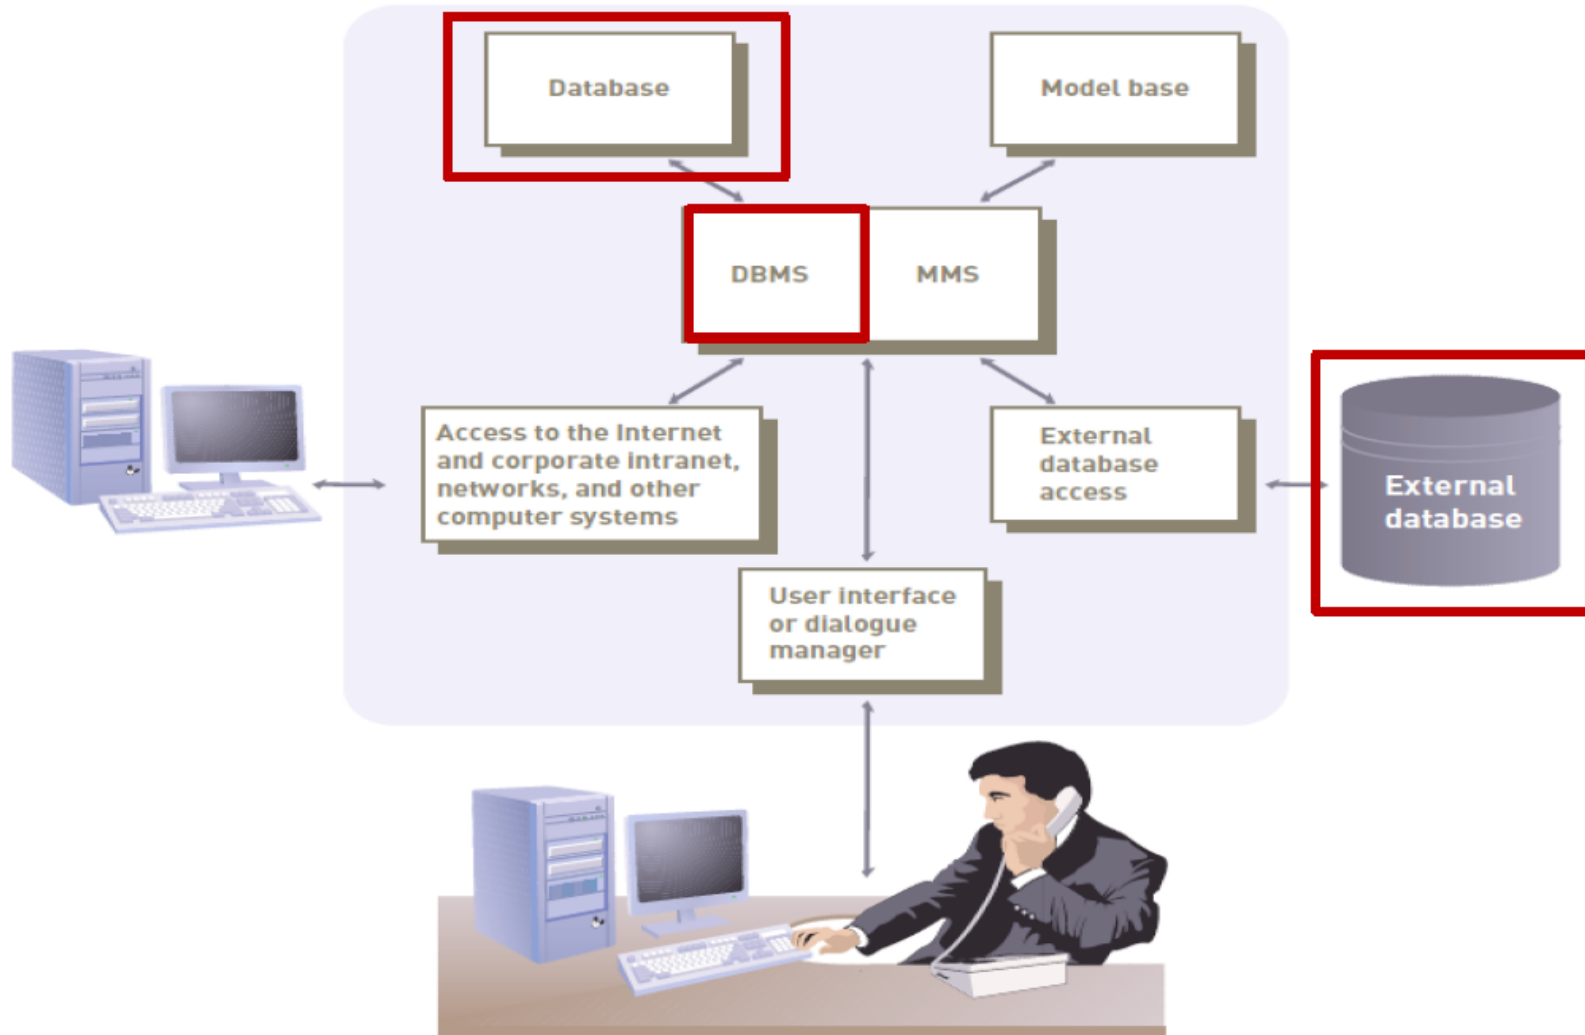 Database
Model base
DBMS
MMS
Access to the Internet
and corporate intranet,
networks, and other
computer systems
External
database
access
External
database
User interface
or dialogue
manager